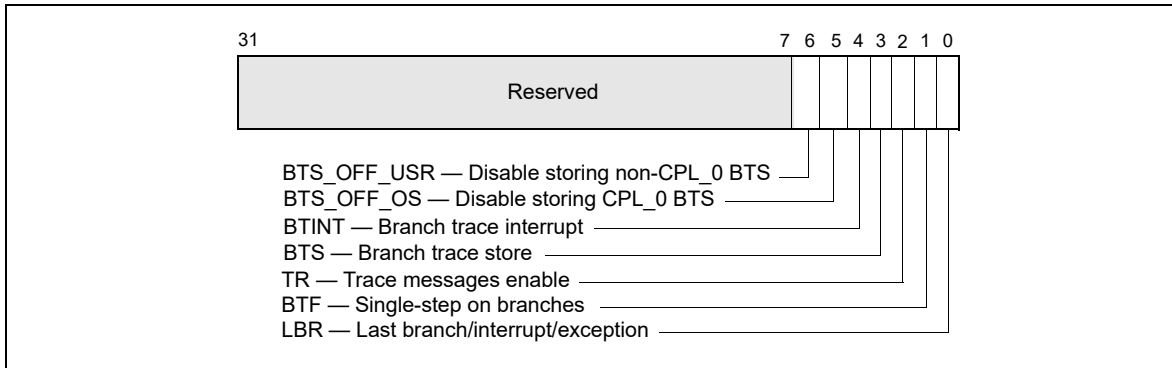 31 7 6 5 4 3 2 1 0
Reserved
BTS_OFF_USR — Disable storing non-CPL_0 BTS
BTS_OFF_OS — Disable storing CPL_0 BTS
BTINT — Branch trace interrupt
BTS — Branch trace store
TR — Trace messages enable
BTF — Single-step on branches
LBR — Last branch/interrupt/exception